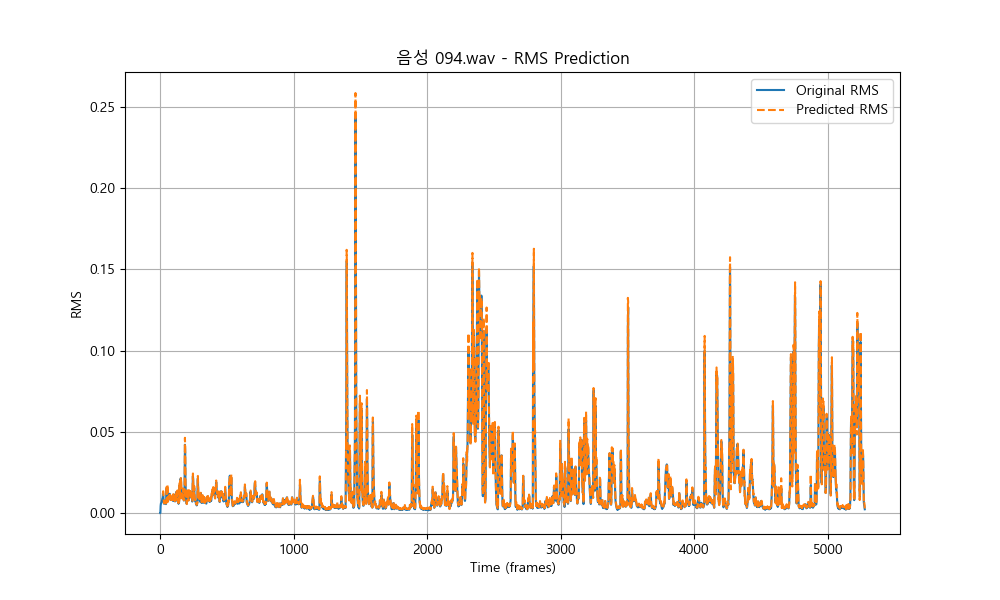 음성 094.wav - RMS Prediction
Original RMS
Predicted RMS
0.25
0.20
0.15
0.10
0.05
0.00
RMS
0 1000 2000 3000 4000 5000
Time (frames)